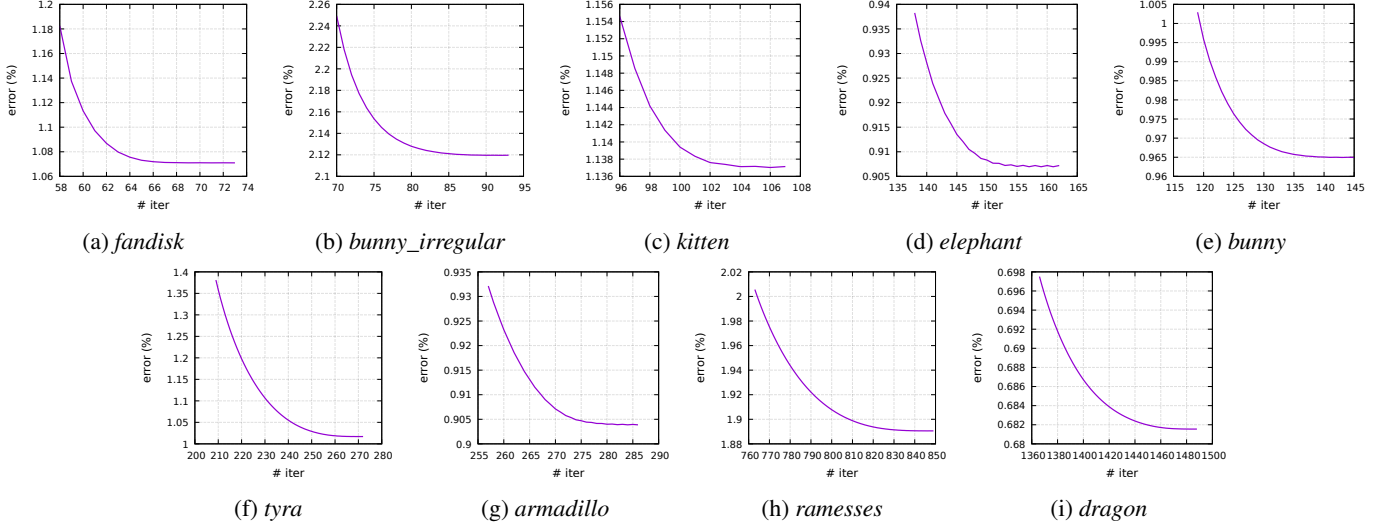 1.2
1.18
1.16
1.14
1.12
1.1
1.08
1.06
58 60 62 64 66 68 70 72 74
error (%)
# iter
(a) fandisk
2.26
2.24
2.22
2.2
2.18
2.16
2.14
2.12
2.1
70 75 80 85 90 95
error (%)
# iter
(b) bunny_irregular
1.156
1.154
1.152
1.15
1.148
1.146
1.144
1.142
1.14
1.138
1.136
96 98 100 102 104 106 108
error (%)
# iter
(c) kitten
0.94
0.935
0.93
0.925
0.92
0.915
0.91
0.905
135 140 145 150 155 160 165
error (%)
# iter
(d) elephant
1.005
1
0.995
0.99
0.985
0.98
0.975
0.97
0.965
0.96
115 120 125 130 135 140 145
error (%)
# iter
(e) bunny
1.4
1.35
1.3
1.25
1.2
1.15
1.1
1.05
1
200 210 220 230 240 250 260 270 280
error (%)
# iter
(f) tyra
0.935
0.93
0.925
0.92
0.915
0.91
0.905
0.9
255 260 265 270 275 280 285 290
error (%)
# iter
(g) armadillo
2.02
2
1.98
1.96
1.94
1.92
1.9
1.88
760 770 780 790 800 810 820 830 840 850
error (%)
# iter
(h) ramesses
0.698
0.696
0.694
0.692
0.69
0.688
0.686
0.684
0.682
0.68
1360 1380 1400 1420 1440 1460 1480 1500
error (%)
# iter
(i) dragon